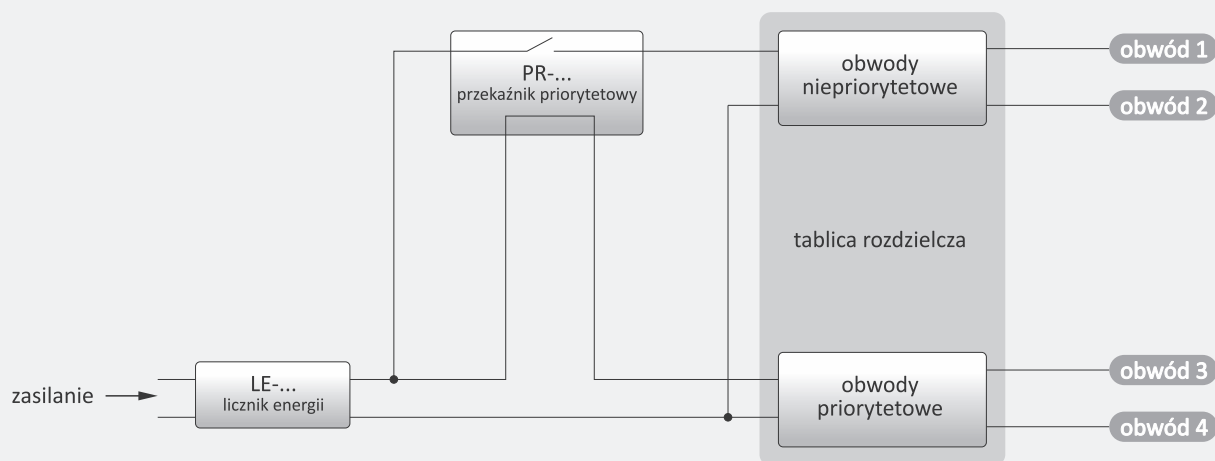 PR-...
przekaźnik priorytetowy
obwody
niepriorytetowe
obwód 1
obwód 2
tablica rozdzielcza
zasilanie
LE-...
licznik energii
obwody
priorytetowe
obwód 3
obwód 4